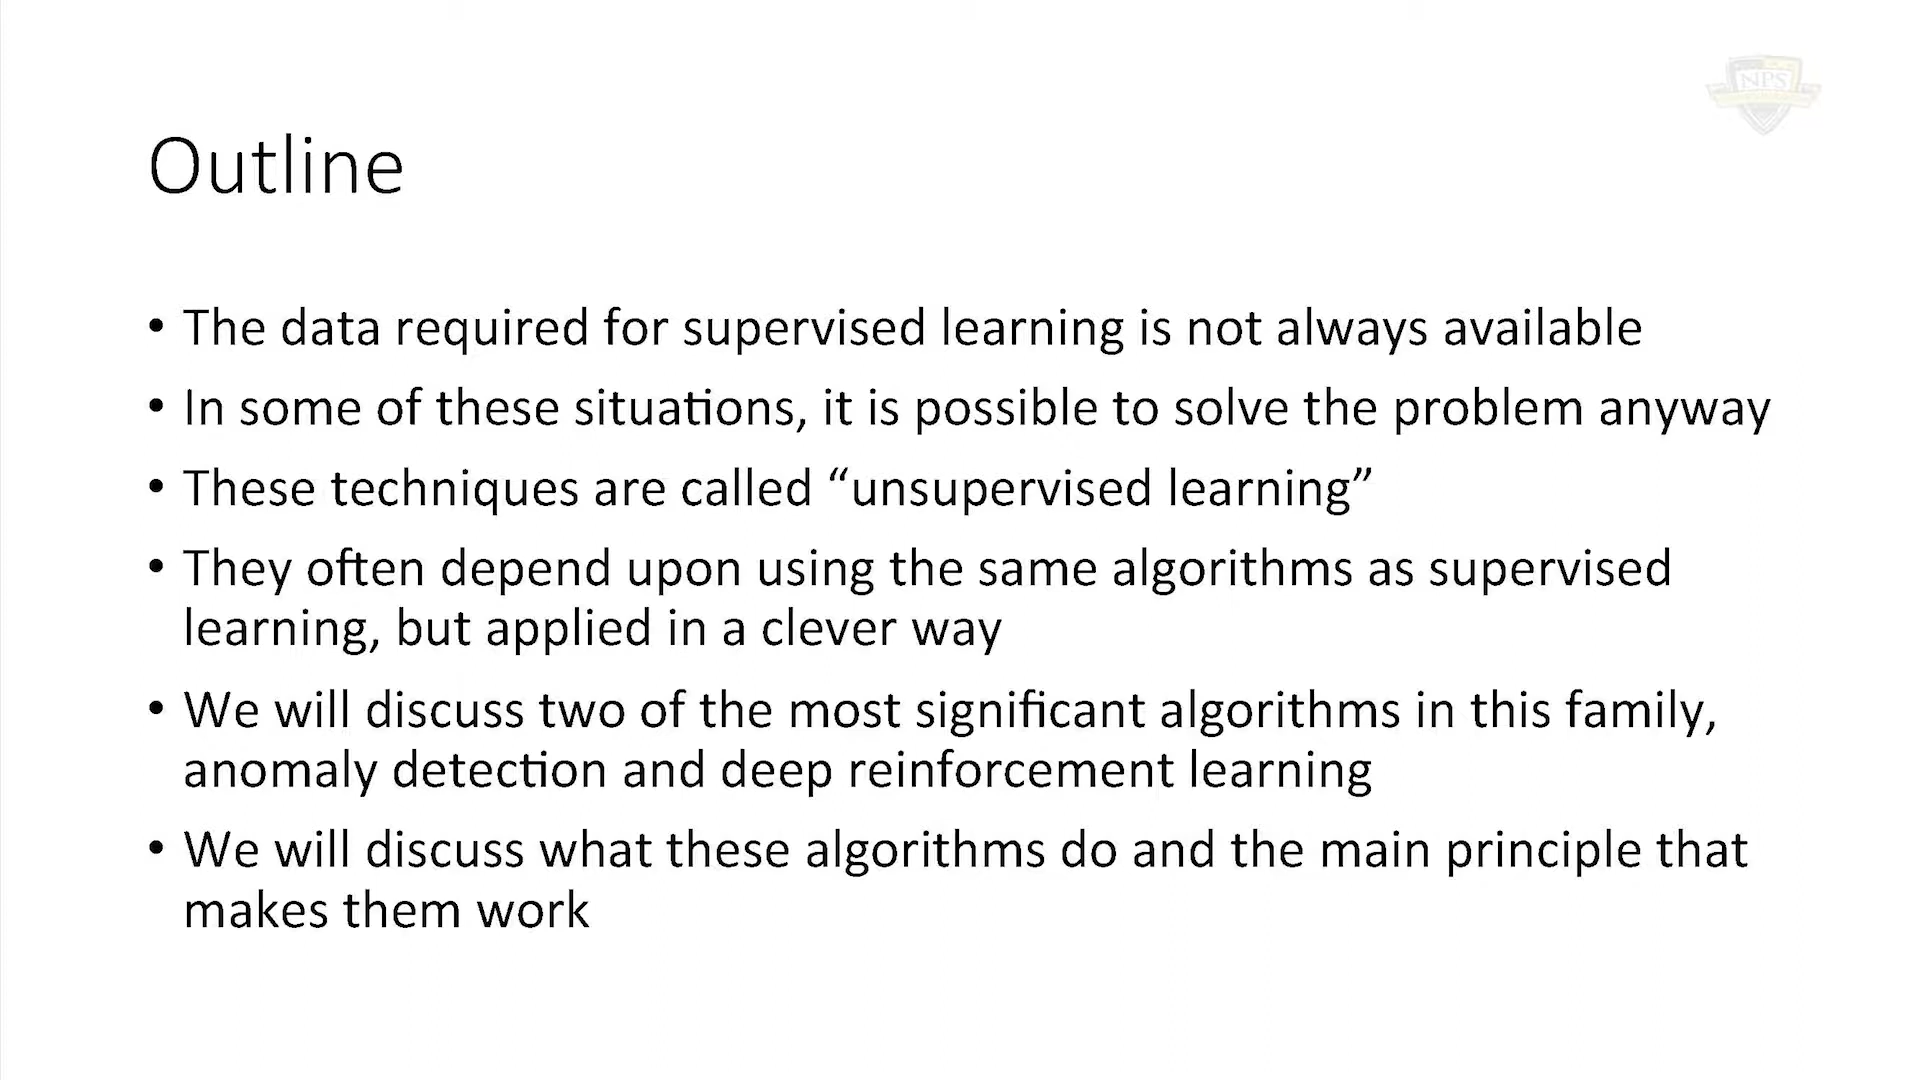 NPS
Outline
• The data required for supervised learning is not always available
• In some of these situations, it is possible to solve the problem anyway
• These techniques are called “unsupervised learning”
• They often depend upon using the same algorithms as supervised
learning, but applied in a clever way
• We will discuss two of the most significant algorithms in this family,
anomaly detection and deep reinforcement learning
• We will discuss what these algorithms do and the main principle that
makes them work